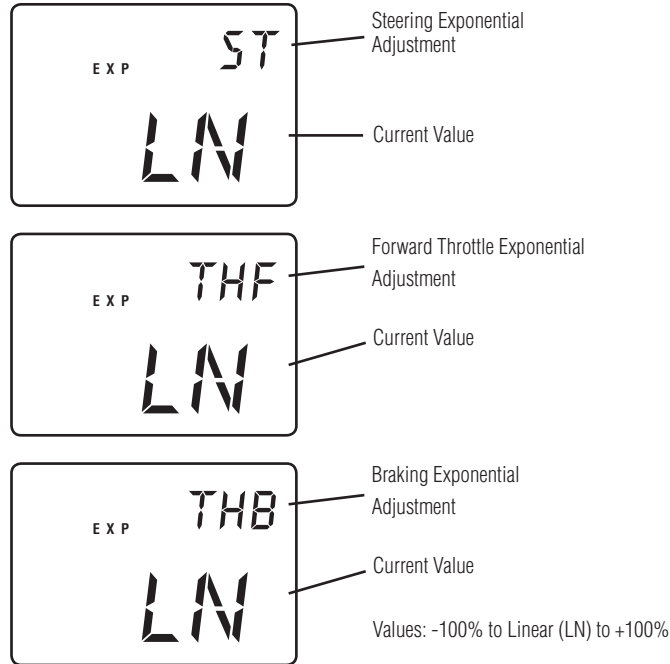 ST
Steering Exponential
Adjustment
EXP
LN
Current Value
THF
Forward Throttle Exponential
Adjustment
EXP
LN
Current Value
THB
Braking Exponential
Adjustment
EXP
LN
Current Value
Values: -100% to Linear (LN) to +100%